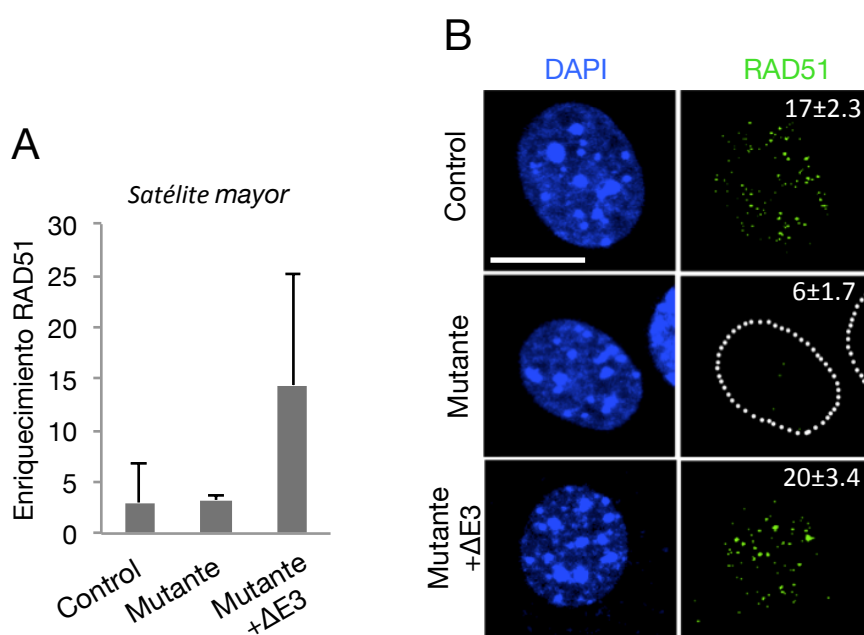 A
Satélite mayor
Enriquecimiento RAD51
30
25
20
15
10
5
0
Control
Mutante
Mutante
+ΔE3
B
DAPI
RAD51
Control
17±2.3
Mutante
6±1.7
Mutante
+ΔE3
20±3.4